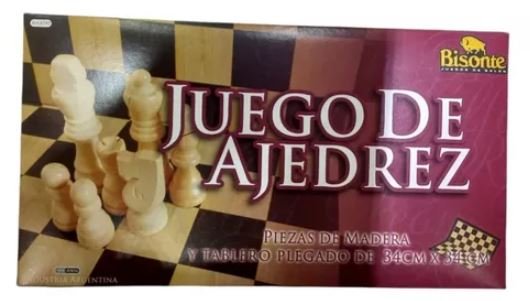 Bisonte
JUEGOS DE SALON
JUEGO DE
AJEDREZ
PIEZAS DE MADERA
Y TABLERO PLEGADO DE 34CM X 34CM
INDUSTRIA ARGENTINA